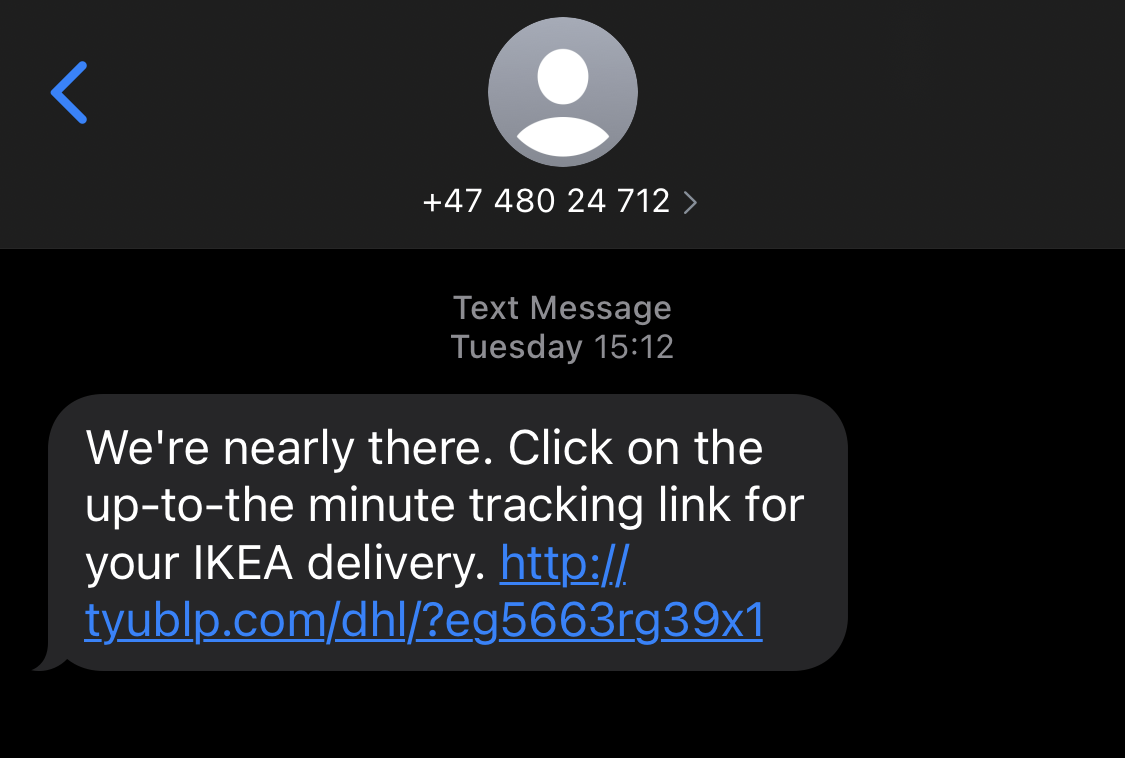 +47 480 24 712
Text Message
Tuesday 15:12
We're nearly there. Click on the
up-to-the minute tracking link for
your IKEA delivery. http://
tyublp.com/dhl/?eg5663rg39x1